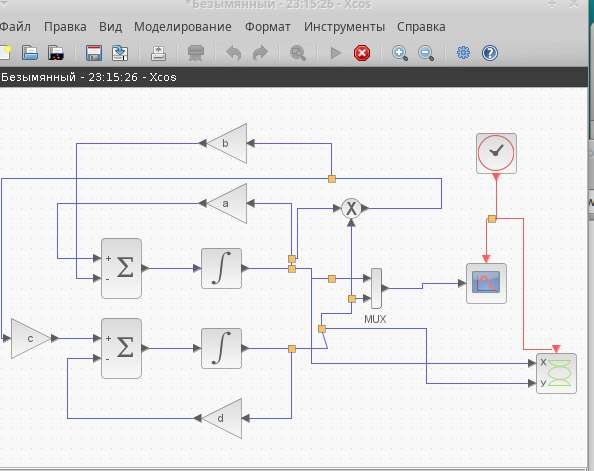 *Безымянный - 23:15:26 - Xcos
Файл Правка Вид Моделирование Формат Инструменты Справка
Безымянный - 23:15:26 - Xcos
b
a
X
+
Σ
-
∫
MUX
c
+
Σ
-
∫
X
У
d